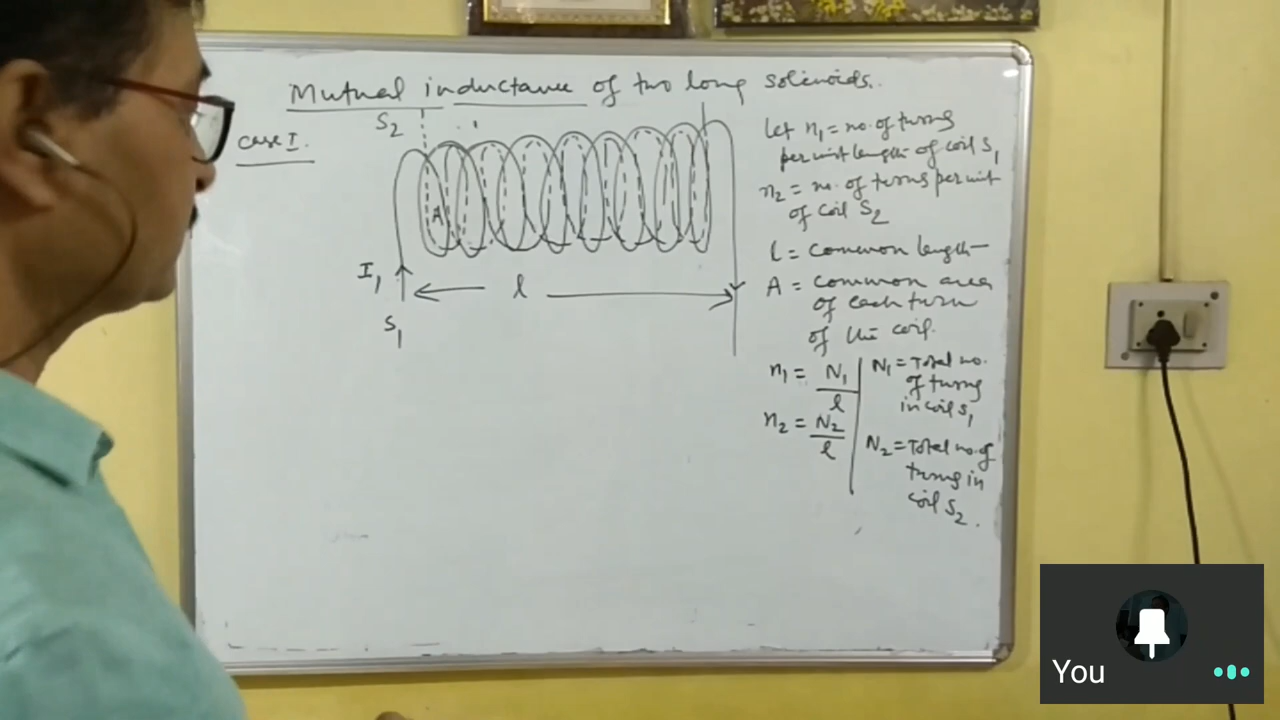 Mutual inductance of two long solenoids.
Case I.
S2
A
I1
l
S1
Let n1 = no. of turns
per unit length of coil S1
n2 = no. of turns per unit
of coil S2
l = Common length
A = Common area
of each turn
of the coil.
n1 = N1/l
n2 = N2/l
N1 = Total no.
of turns
in coil S1
N2 = Total no. of
turns in
coil S2.
You